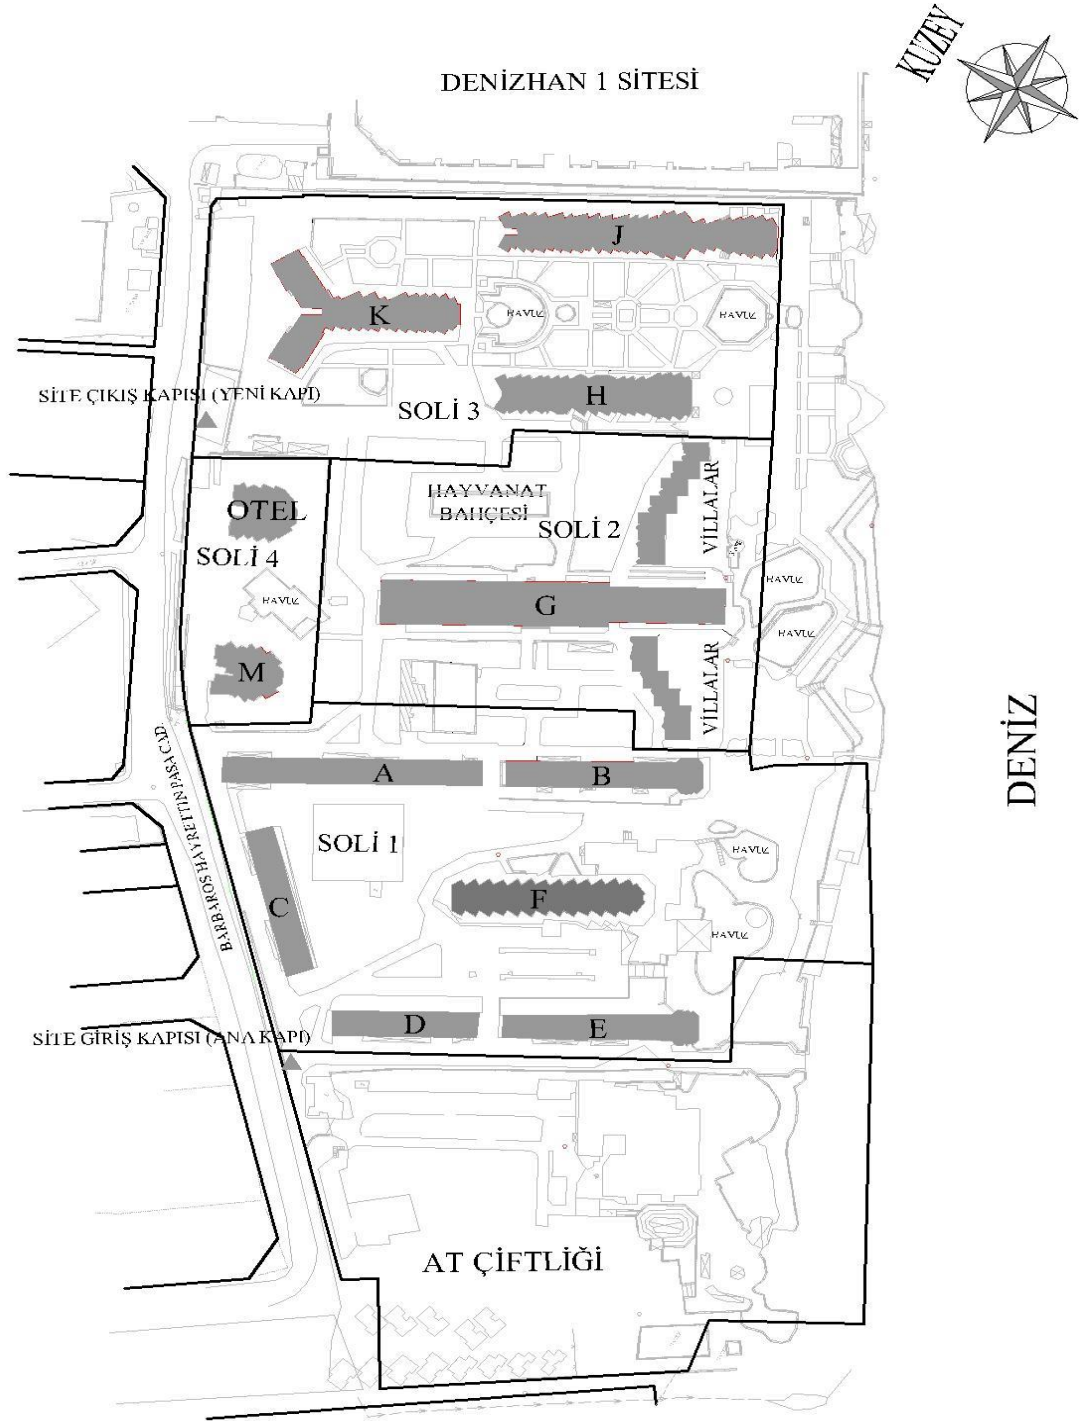 KUZEY
DENİZHAN 1 SİTESİ
J
K
HAVUZ
HAVUZ
SİTE ÇIKIŞ KAPISI (YENİ KAPI)
SOLİ 3
H
OTEL
HAYVANAT
BAHÇESİ
SOLİ 2
VİLLALAR
SOLİ 4
HAVUZ
G
HAVUZ
HAVUZ
M
VİLLALAR
DENİZ
BARBAROS HAYRETTIN PASA CAD.
A
B
SOLİ 1
HAVUZ
C
F
HAVUZ
SİTE GİRİŞ KAPISI (ANA KAPI)
D
E
AT ÇİFTLİĞİ